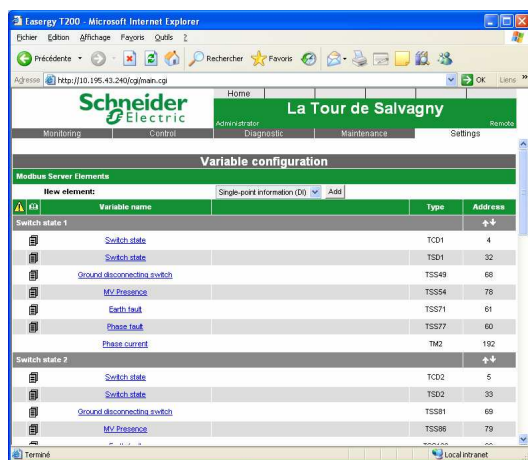 Easergy T200 - Microsoft Internet Explorer
Fichier Edition Affichage Favoris Outils ?
Précédente Rechercher Favoris
Adresse http://10.195.43.240/cgi/main.cgi OK Liens »
Schneider Electric
Home
La Tour de Salvagny
Administrator Remote
Monitoring Control Diagnostic Maintenance Settings
Variable configuration
Modbus Server Elements
New element: Single-point information (DI) Add
Variable name Type Address
Switch state 1
Switch state TCD1 4
Switch state TSD1 32
Ground disconnecting switch TSS49 68
MV Presence TSS54 78
Earth fault TSS71 61
Phase fault TSS77 60
Phase current TM2 192
Switch state 2
Switch state TCD2 5
Switch state TSD2 33
Ground disconnecting switch TSS81 69
MV Presence TSS86 79
Terminé Local intranet